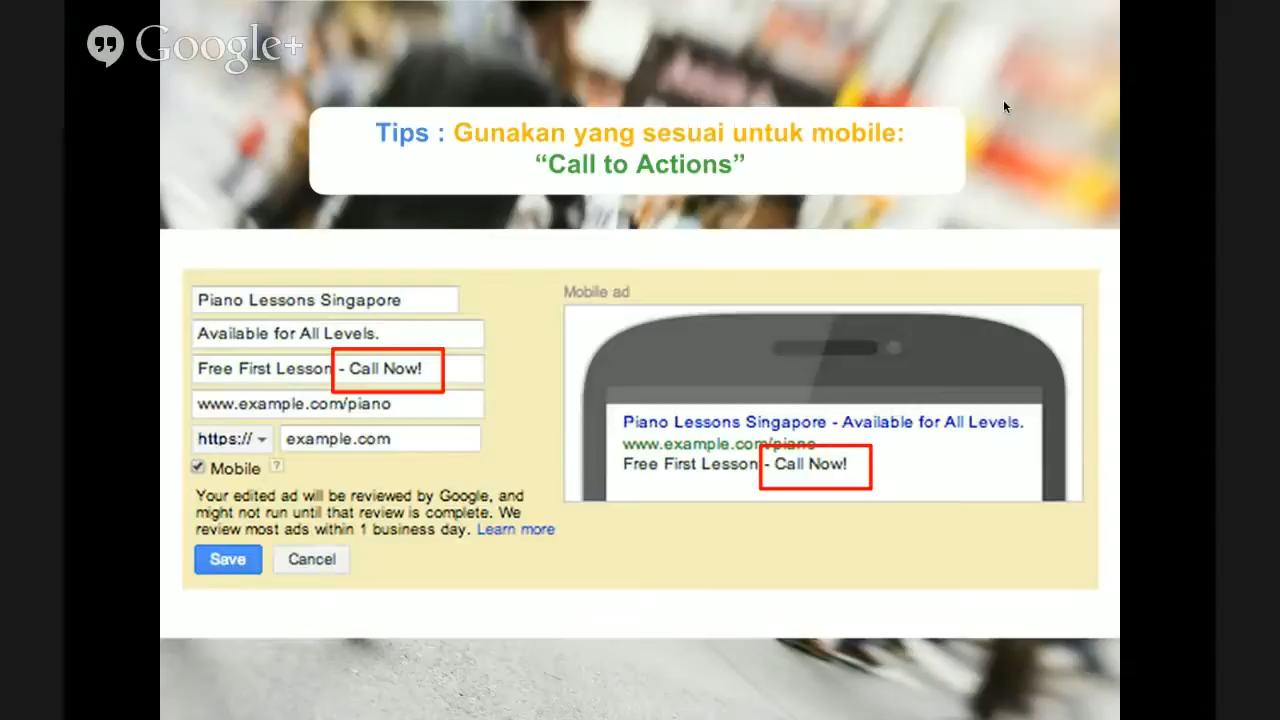 Google+
Tips : Gunakan yang sesuai untuk mobile:
“Call to Actions”
Piano Lessons Singapore
Available for All Levels.
Free First Lesson - Call Now!
www.example.com/piano
https:// example.com
Mobile ?
Your edited ad will be reviewed by Google, and
might not run until that review is complete. We
review most ads within 1 business day. Learn more
Save Cancel
Mobile ad
Piano Lessons Singapore - Available for All Levels.
www.example.com/piano
Free First Lesson - Call Now!